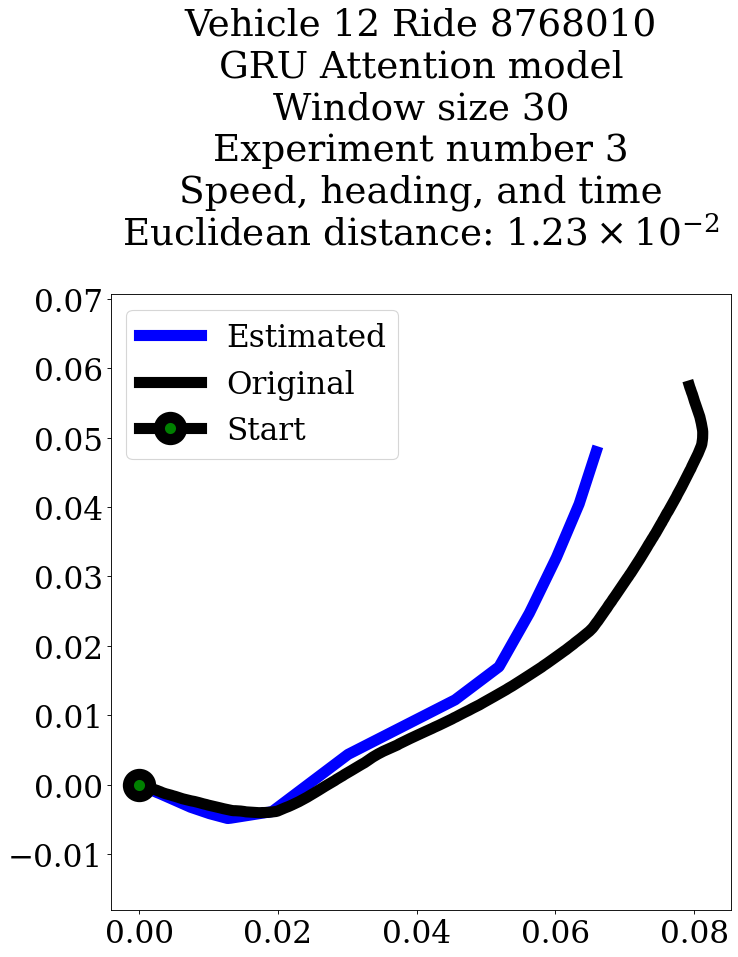 Vehicle 12 Ride 8768010
GRU Attention model
Window size 30
Experiment number 3
Speed, heading, and time
Euclidean distance: 1.23 × 10⁻²
0.07
0.06
0.05
0.04
0.03
0.02
0.01
0.00
−0.01
Estimated
Original
Start
0.00 0.02 0.04 0.06 0.08